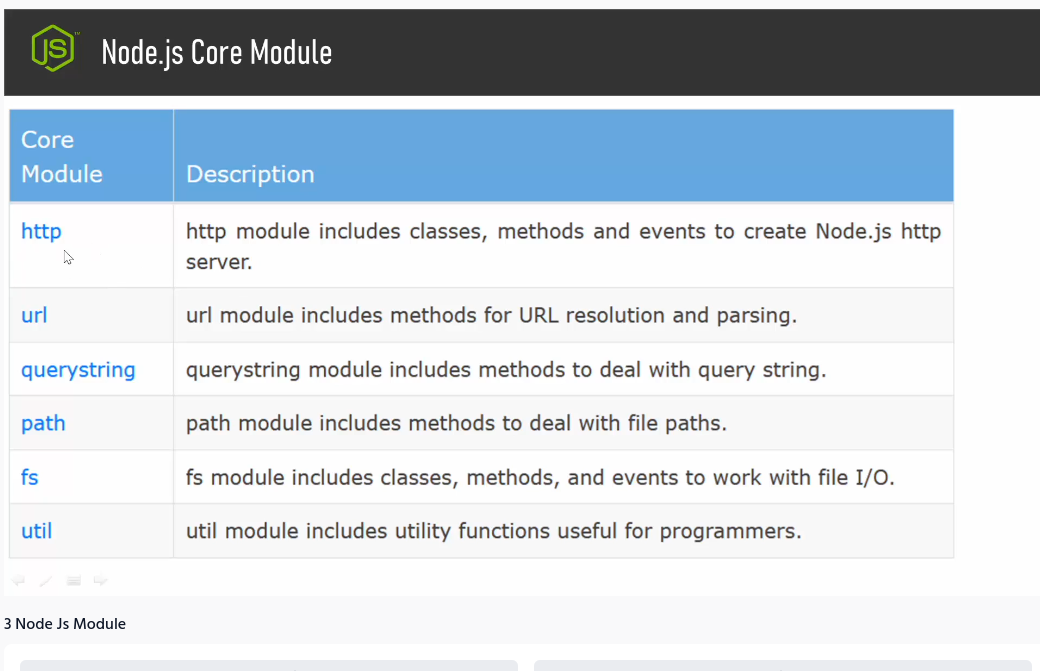 JS
Node.js Core Module
Core
Module
Description
http
http module includes classes, methods and events to create Node.js http
server.
url
url module includes methods for URL resolution and parsing.
querystring
querystring module includes methods to deal with query string.
path
path module includes methods to deal with file paths.
fs
fs module includes classes, methods, and events to work with file I/O.
util
util module includes utility functions useful for programmers.
3 Node Js Module